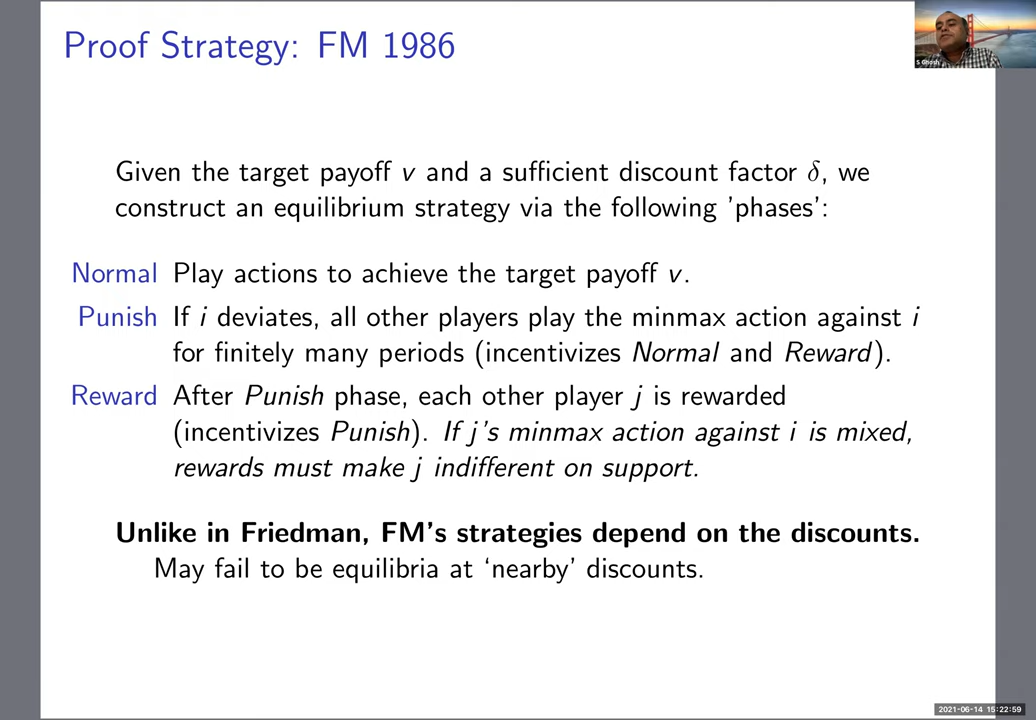 Proof Strategy: FM 1986
S Ghosh
Given the target payoff v and a sufficient discount factor δ, we
construct an equilibrium strategy via the following 'phases':
Normal Play actions to achieve the target payoff v.
Punish If i deviates, all other players play the minmax action against i
for finitely many periods (incentivizes Normal and Reward).
Reward After Punish phase, each other player j is rewarded
(incentivizes Punish). If j's minmax action against i is mixed,
rewards must make j indifferent on support.
Unlike in Friedman, FM's strategies depend on the discounts.
May fail to be equilibria at ‘nearby’ discounts.
2021-06-14 15:22:59